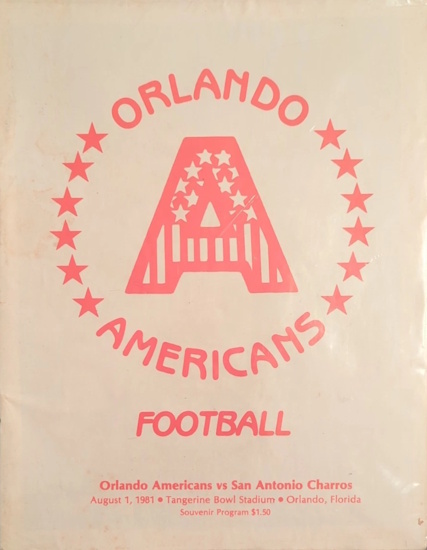 ORLANDO
A
AMERICANS
FOOTBALL
Orlando Americans vs San Antonio Charros
August 1, 1981 • Tangerine Bowl Stadium • Orlando, Florida
Souvenir Program $1.50